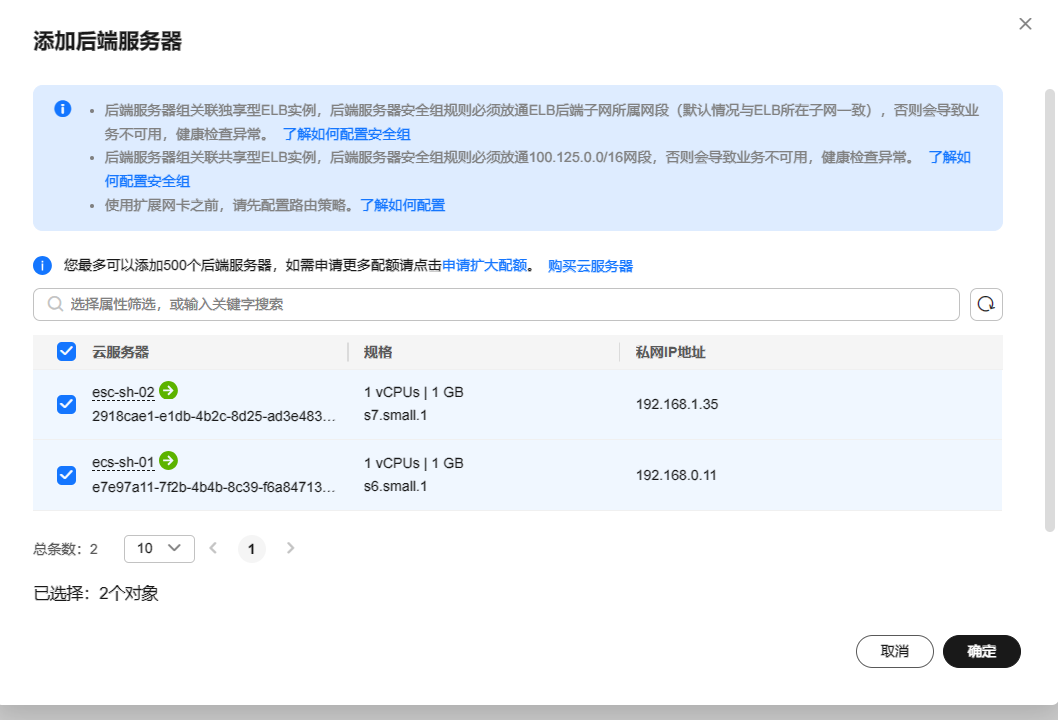 添加后端服务器
后端服务器组关联独享型ELB实例，后端服务器安全组规则必须放通ELB后端子网所属网段（默认情况与ELB所在子网一致），否则会导致业
务不可用，健康检查异常。 了解如何配置安全组
后端服务器组关联共享型ELB实例，后端服务器安全组规则必须放通100.125.0.0/16网段，否则会导致业务不可用，健康检查异常。 了解如
何配置安全组
使用扩展网卡之前，请先配置路由策略。了解如何配置
您最多可以添加500个后端服务器，如需申请更多配额请点击申请扩大配额。 购买云服务器
选择属性筛选，或输入关键字搜索
云服务器 规格 私网IP地址
esc-sh-02 1 vCPUs | 1 GB
2918cae1-e1db-4b2c-8d25-ad3e483... s7.small.1 192.168.1.35
ecs-sh-01 1 vCPUs | 1 GB
e7e97a11-7f2b-4b4b-8c39-f6a84713... s6.small.1 192.168.0.11
总条数：2 10 1
已选择：2个对象
取消 确定